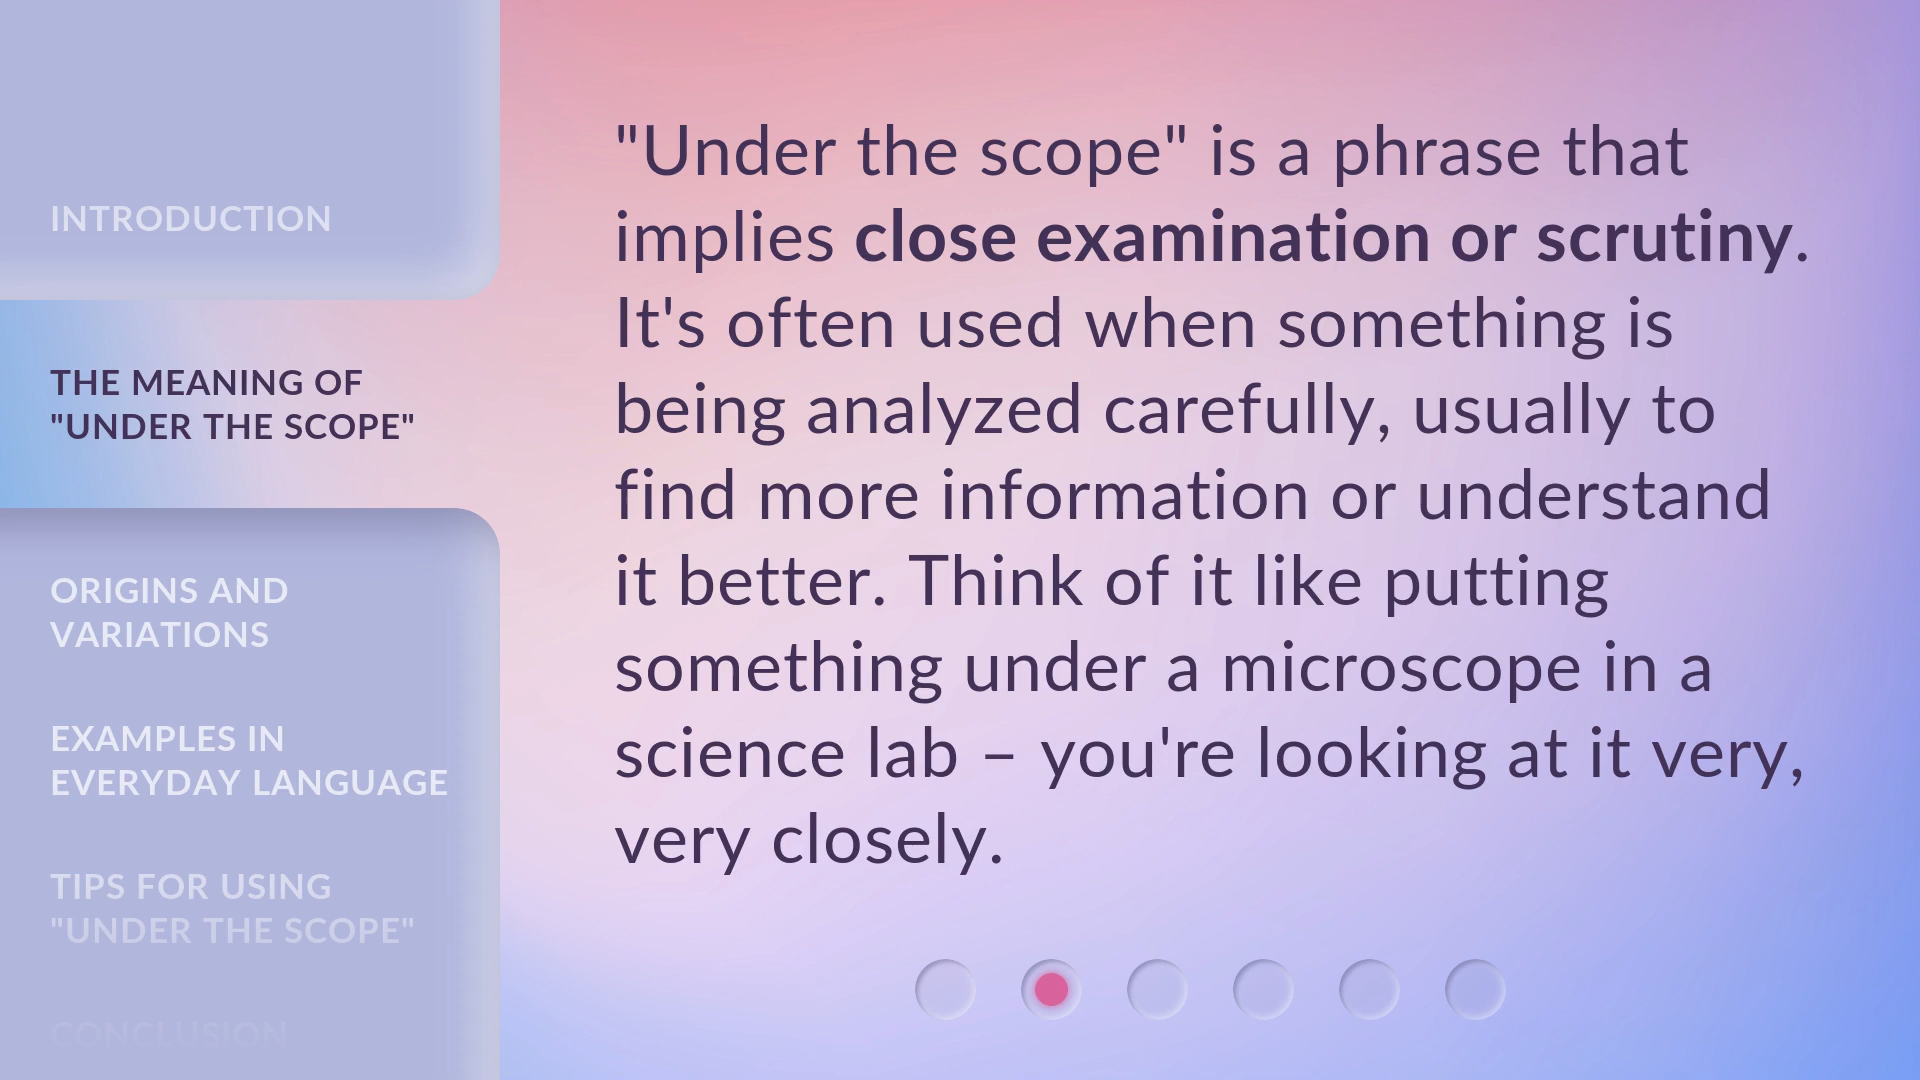 INTRODUCTION
THE MEANING OF
"UNDER THE SCOPE"
ORIGINS AND
VARIATIONS
EXAMPLES IN
EVERYDAY LANGUAGE
TIPS FOR USING
"UNDER THE SCOPE"
CONCLUSION
"Under the scope" is a phrase that
implies close examination or scrutiny.
It's often used when something is
being analyzed carefully, usually to
find more information or understand
it better. Think of it like putting
something under a microscope in a
science lab – you're looking at it very,
very closely.